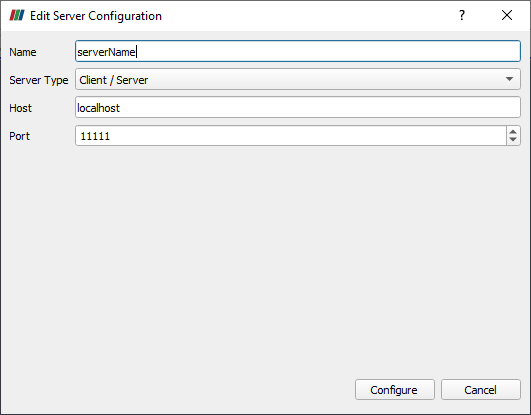 Edit Server Configuration
Name serverName
Server Type Client / Server
Host localhost
Port 11111
Configure Cancel